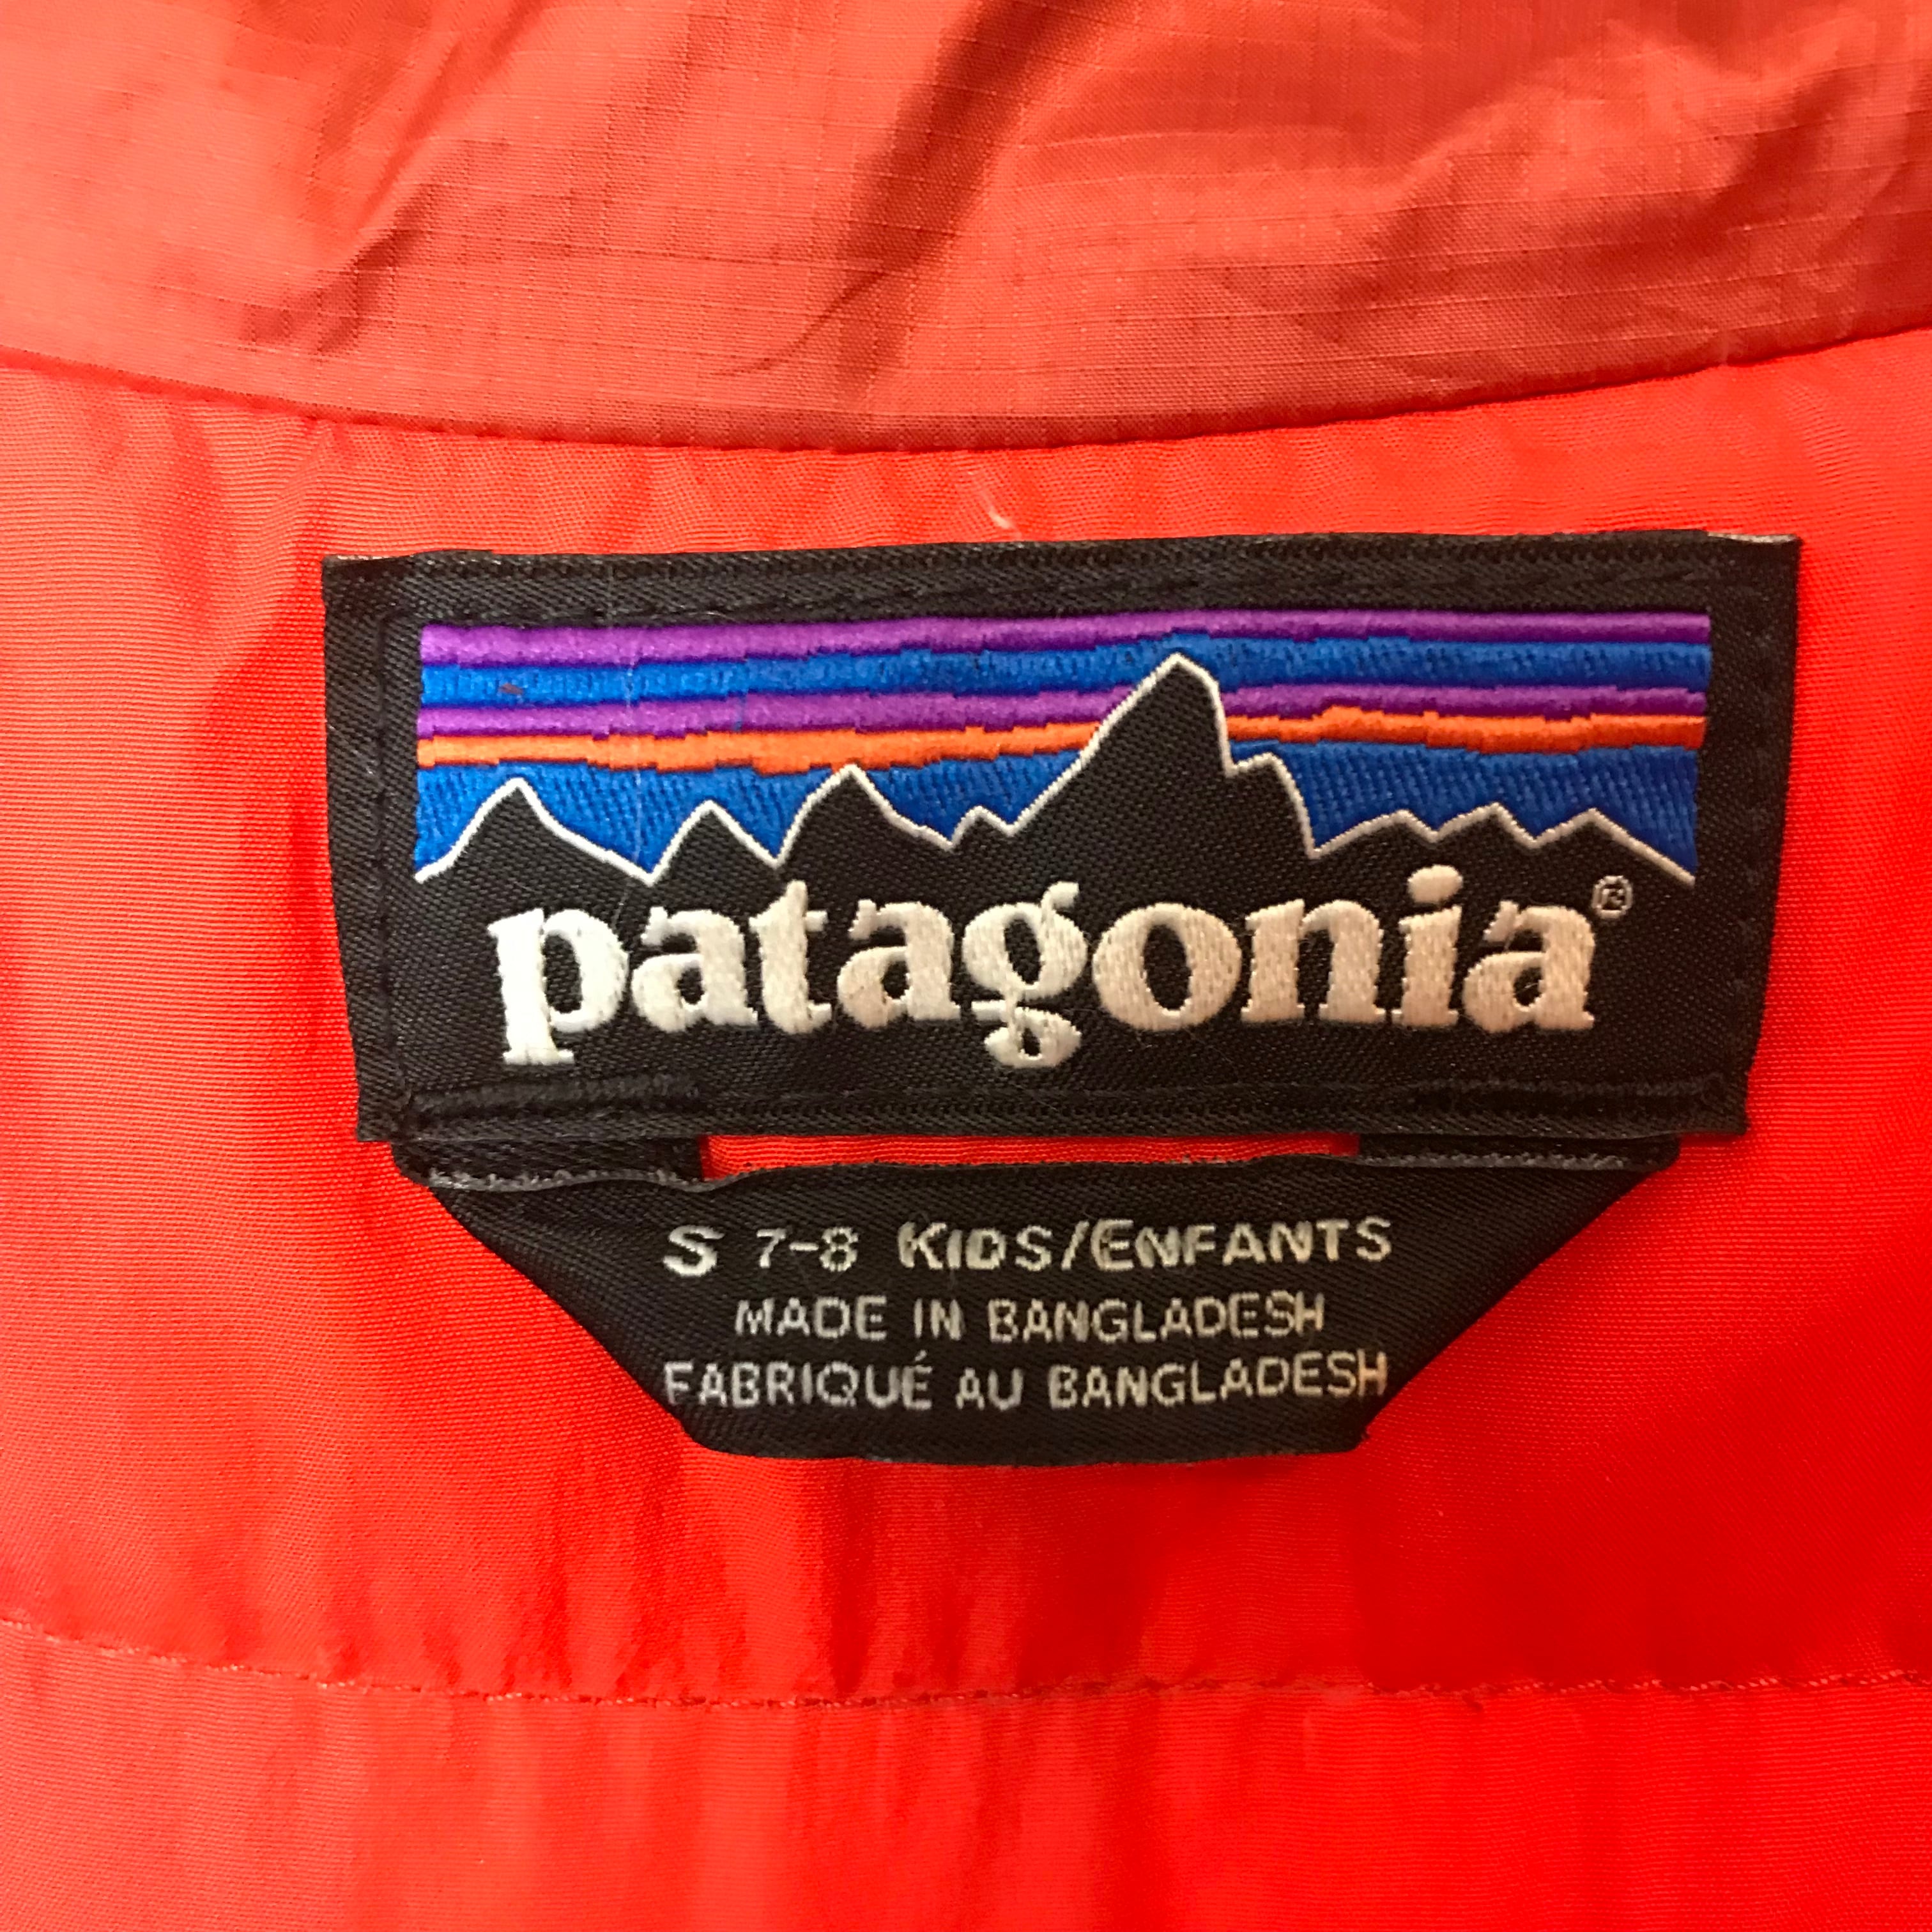 patagonia®
S 7-8 KIDS/ENFANTS
MADE IN BANGLADESH
FABRIQUÉ AU BANGLADESH